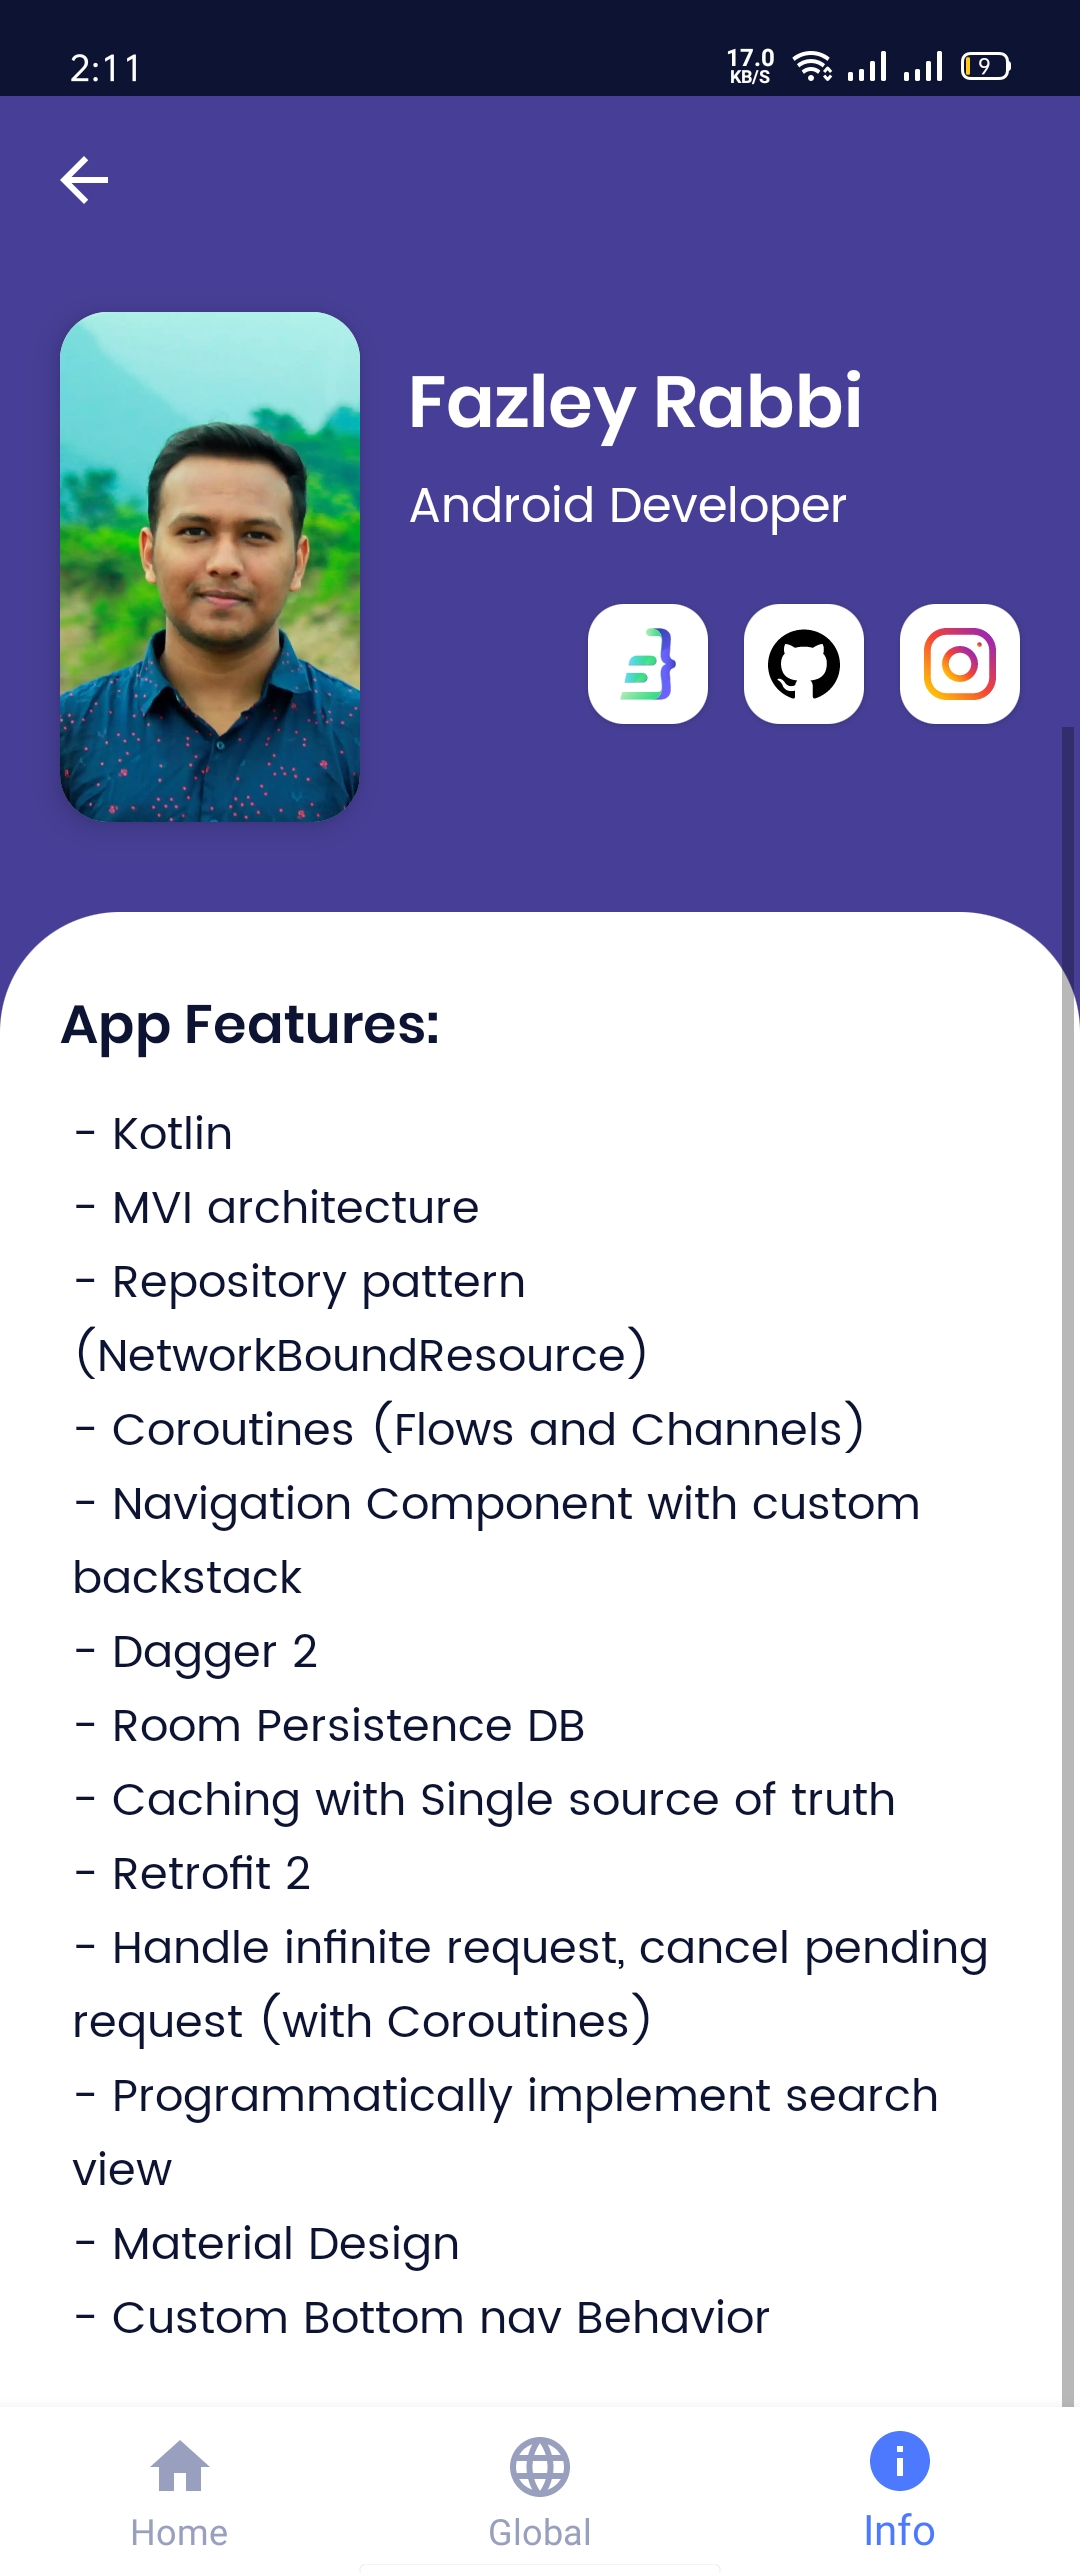 2:11
17.0
KB/S
9
Fazley Rabbi
Android Developer
App Features:
- Kotlin
- MVI architecture
- Repository pattern
(NetworkBoundResource)
- Coroutines (Flows and Channels)
- Navigation Component with custom
backstack
- Dagger 2
- Room Persistence DB
- Caching with Single source of truth
- Retrofit 2
- Handle infinite request, cancel pending
request (with Coroutines)
- Programmatically implement search
view
- Material Design
- Custom Bottom nav Behavior
Home
Global
Info